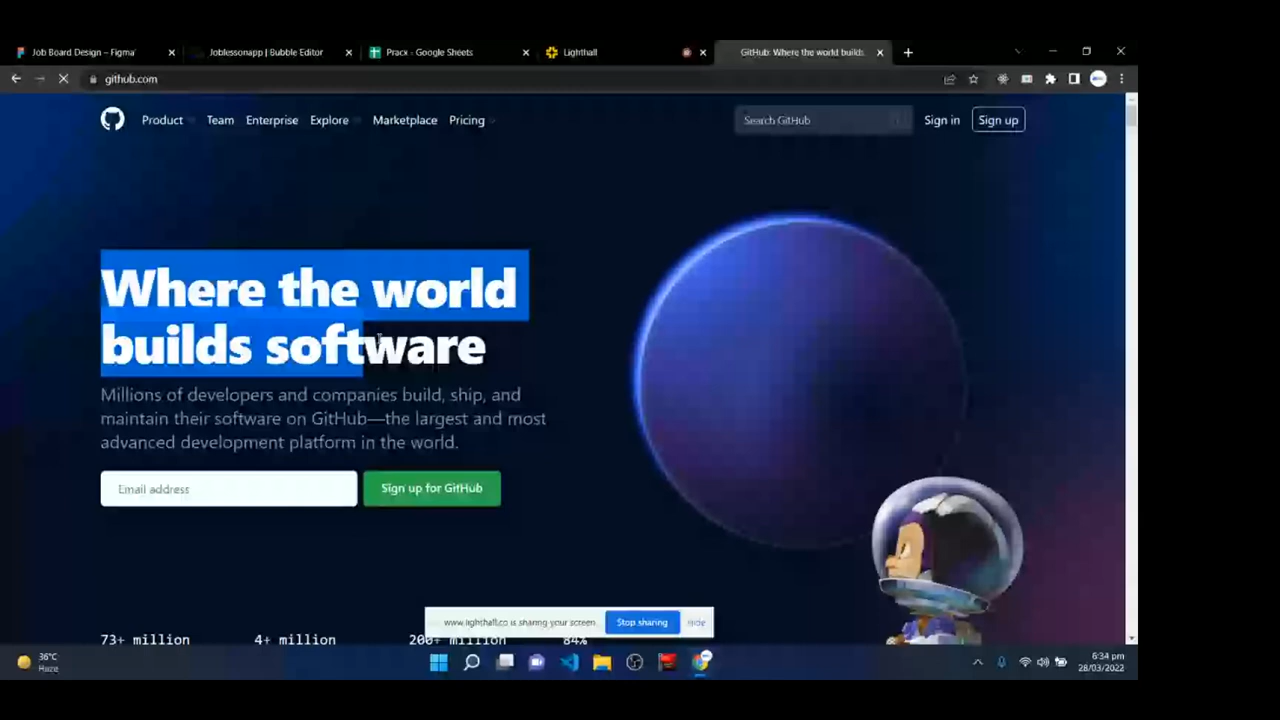 Job Board Design – Figma
Joblessonapp | Bubble Editor
Pracx - Google Sheets
Lighthall
GitHub: Where the world builds
github.com
Product
Team
Enterprise
Explore
Marketplace
Pricing
Search GitHub
Sign in
Sign up
Where the world
builds software
Millions of developers and companies build, ship, and
maintain their software on GitHub—the largest and most
advanced development platform in the world.
Email address
Sign up for GitHub
www.lighthall.co is sharing your screen.
Stop sharing
Hide
73+ million
4+ million
200+ million
84%
36°C
Haze
6:34 pm
28/03/2022